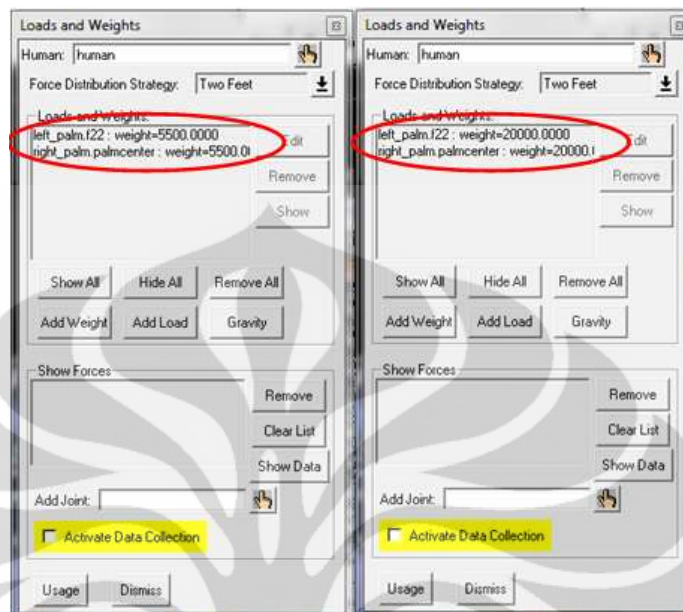 Loads and Weights
Human: human
Force Distribution Strategy: Two Feet
Loads and Weights:
left_palm.f22 : weight=5500.0000
right_palm.palmcenter : weight=5500.0(
Edit
Remove
Show
Show All Hide All Remove All
Add Weight Add Load Gravity
Show Forces
Remove
Clear List
Show Data
Add Joint:
Activate Data Collection
Usage Dismiss
Loads and Weights
Human: human
Force Distribution Strategy: Two Feet
Loads and Weights:
left_palm.f22 : weight=20000.0000
right_palm.palmcenter : weight=20000.(
Edit
Remove
Show
Show All Hide All Remove All
Add Weight Add Load Gravity
Show Forces
Remove
Clear List
Show Data
Add Joint:
Activate Data Collection
Usage Dismiss